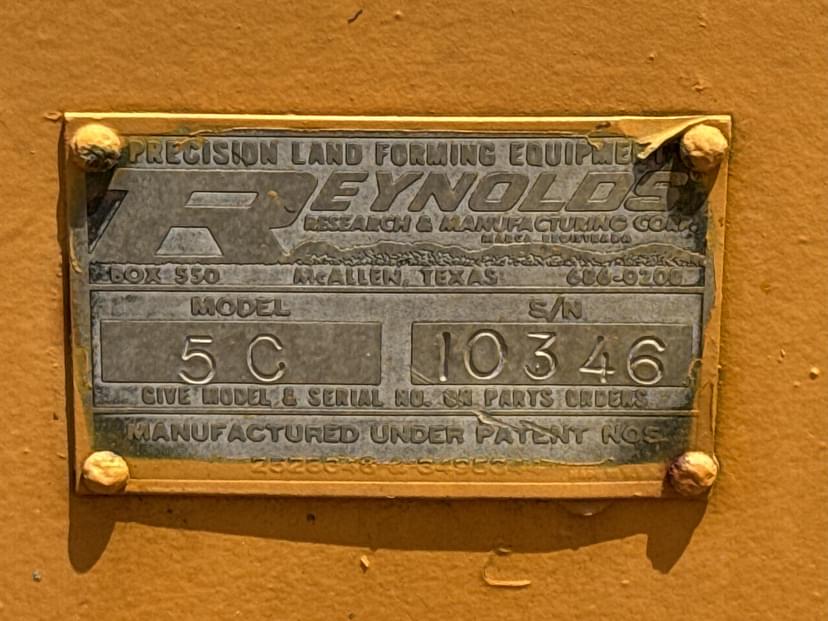 PRECISION LAND FORMING EQUIPMENT
REYNOLDS
RESEARCH & MANUFACTURING CORP.
MARCA REGISTRADA
BOX 550 McALLEN, TEXAS 686-0200
MODEL S/N
5C 10346
GIVE MODEL & SERIAL NO. ON PARTS ORDERS
MANUFACTURED UNDER PATENT NOS.